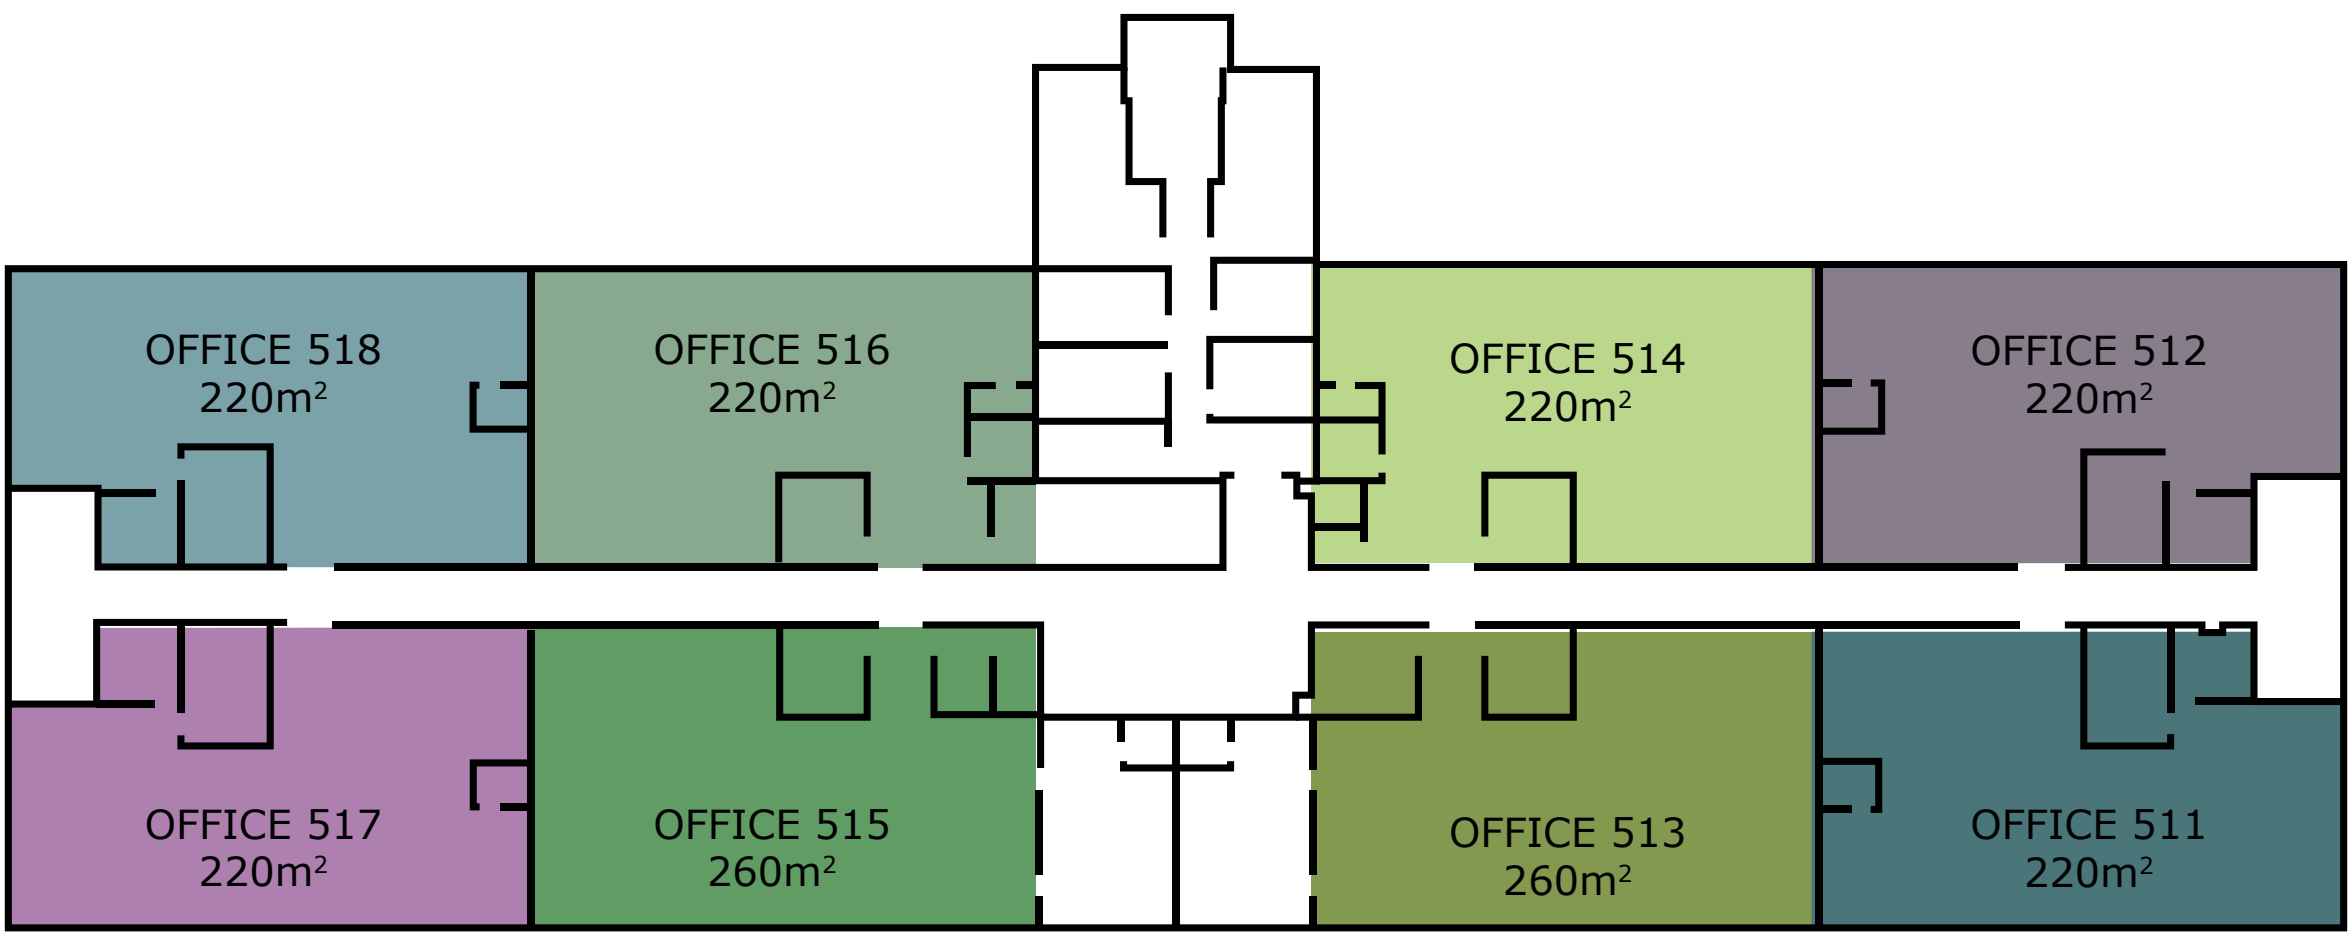 OFFICE 518
220m²
OFFICE 516
220m²
OFFICE 514
220m²
OFFICE 512
220m²
OFFICE 517
220m²
OFFICE 515
260m²
OFFICE 513
260m²
OFFICE 511
220m²